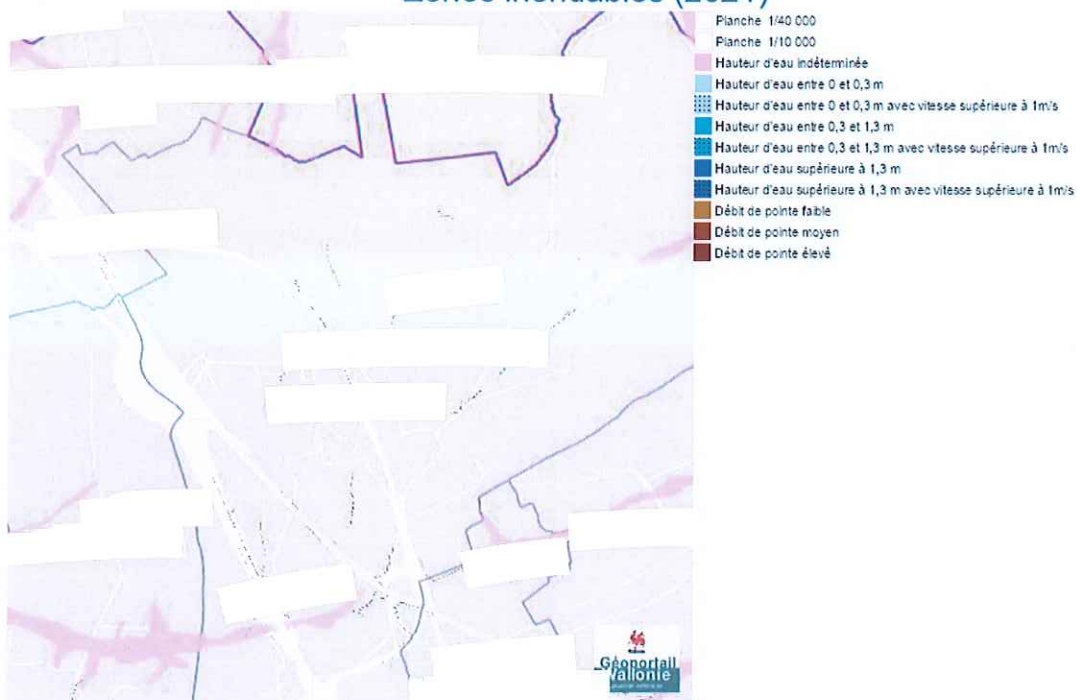 Zones inondables (2021)
Planche 1/40 000
Planche 1/10 000
Hauteur d'eau indéterminée
Hauteur d'eau entre 0 et 0,3 m
Hauteur d'eau entre 0 et 0,3 m avec vitesse supérieure à 1m/s
Hauteur d'eau entre 0,3 et 1,3 m
Hauteur d'eau entre 0,3 et 1,3 m avec vitesse supérieure à 1m/s
Hauteur d'eau supérieure à 1,3 m
Hauteur d'eau supérieure à 1,3 m avec vitesse supérieure à 1m/s
Débit de pointe faible
Débit de pointe moyen
Débit de pointe élevé
Géoportail
Wallonie